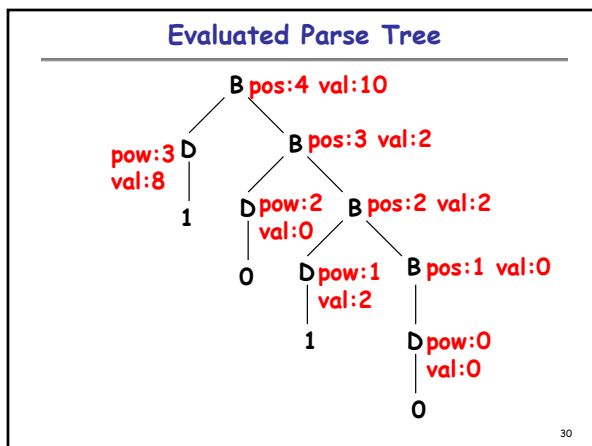 Evaluated Parse Tree
B pos:4 val:10
pow:3 D
val:8
B pos:3 val:2
1
D pow:2
val:0
B pos:2 val:2
0
D pow:1
val:2
B pos:1 val:0
1
D pow:0
val:0
0
30